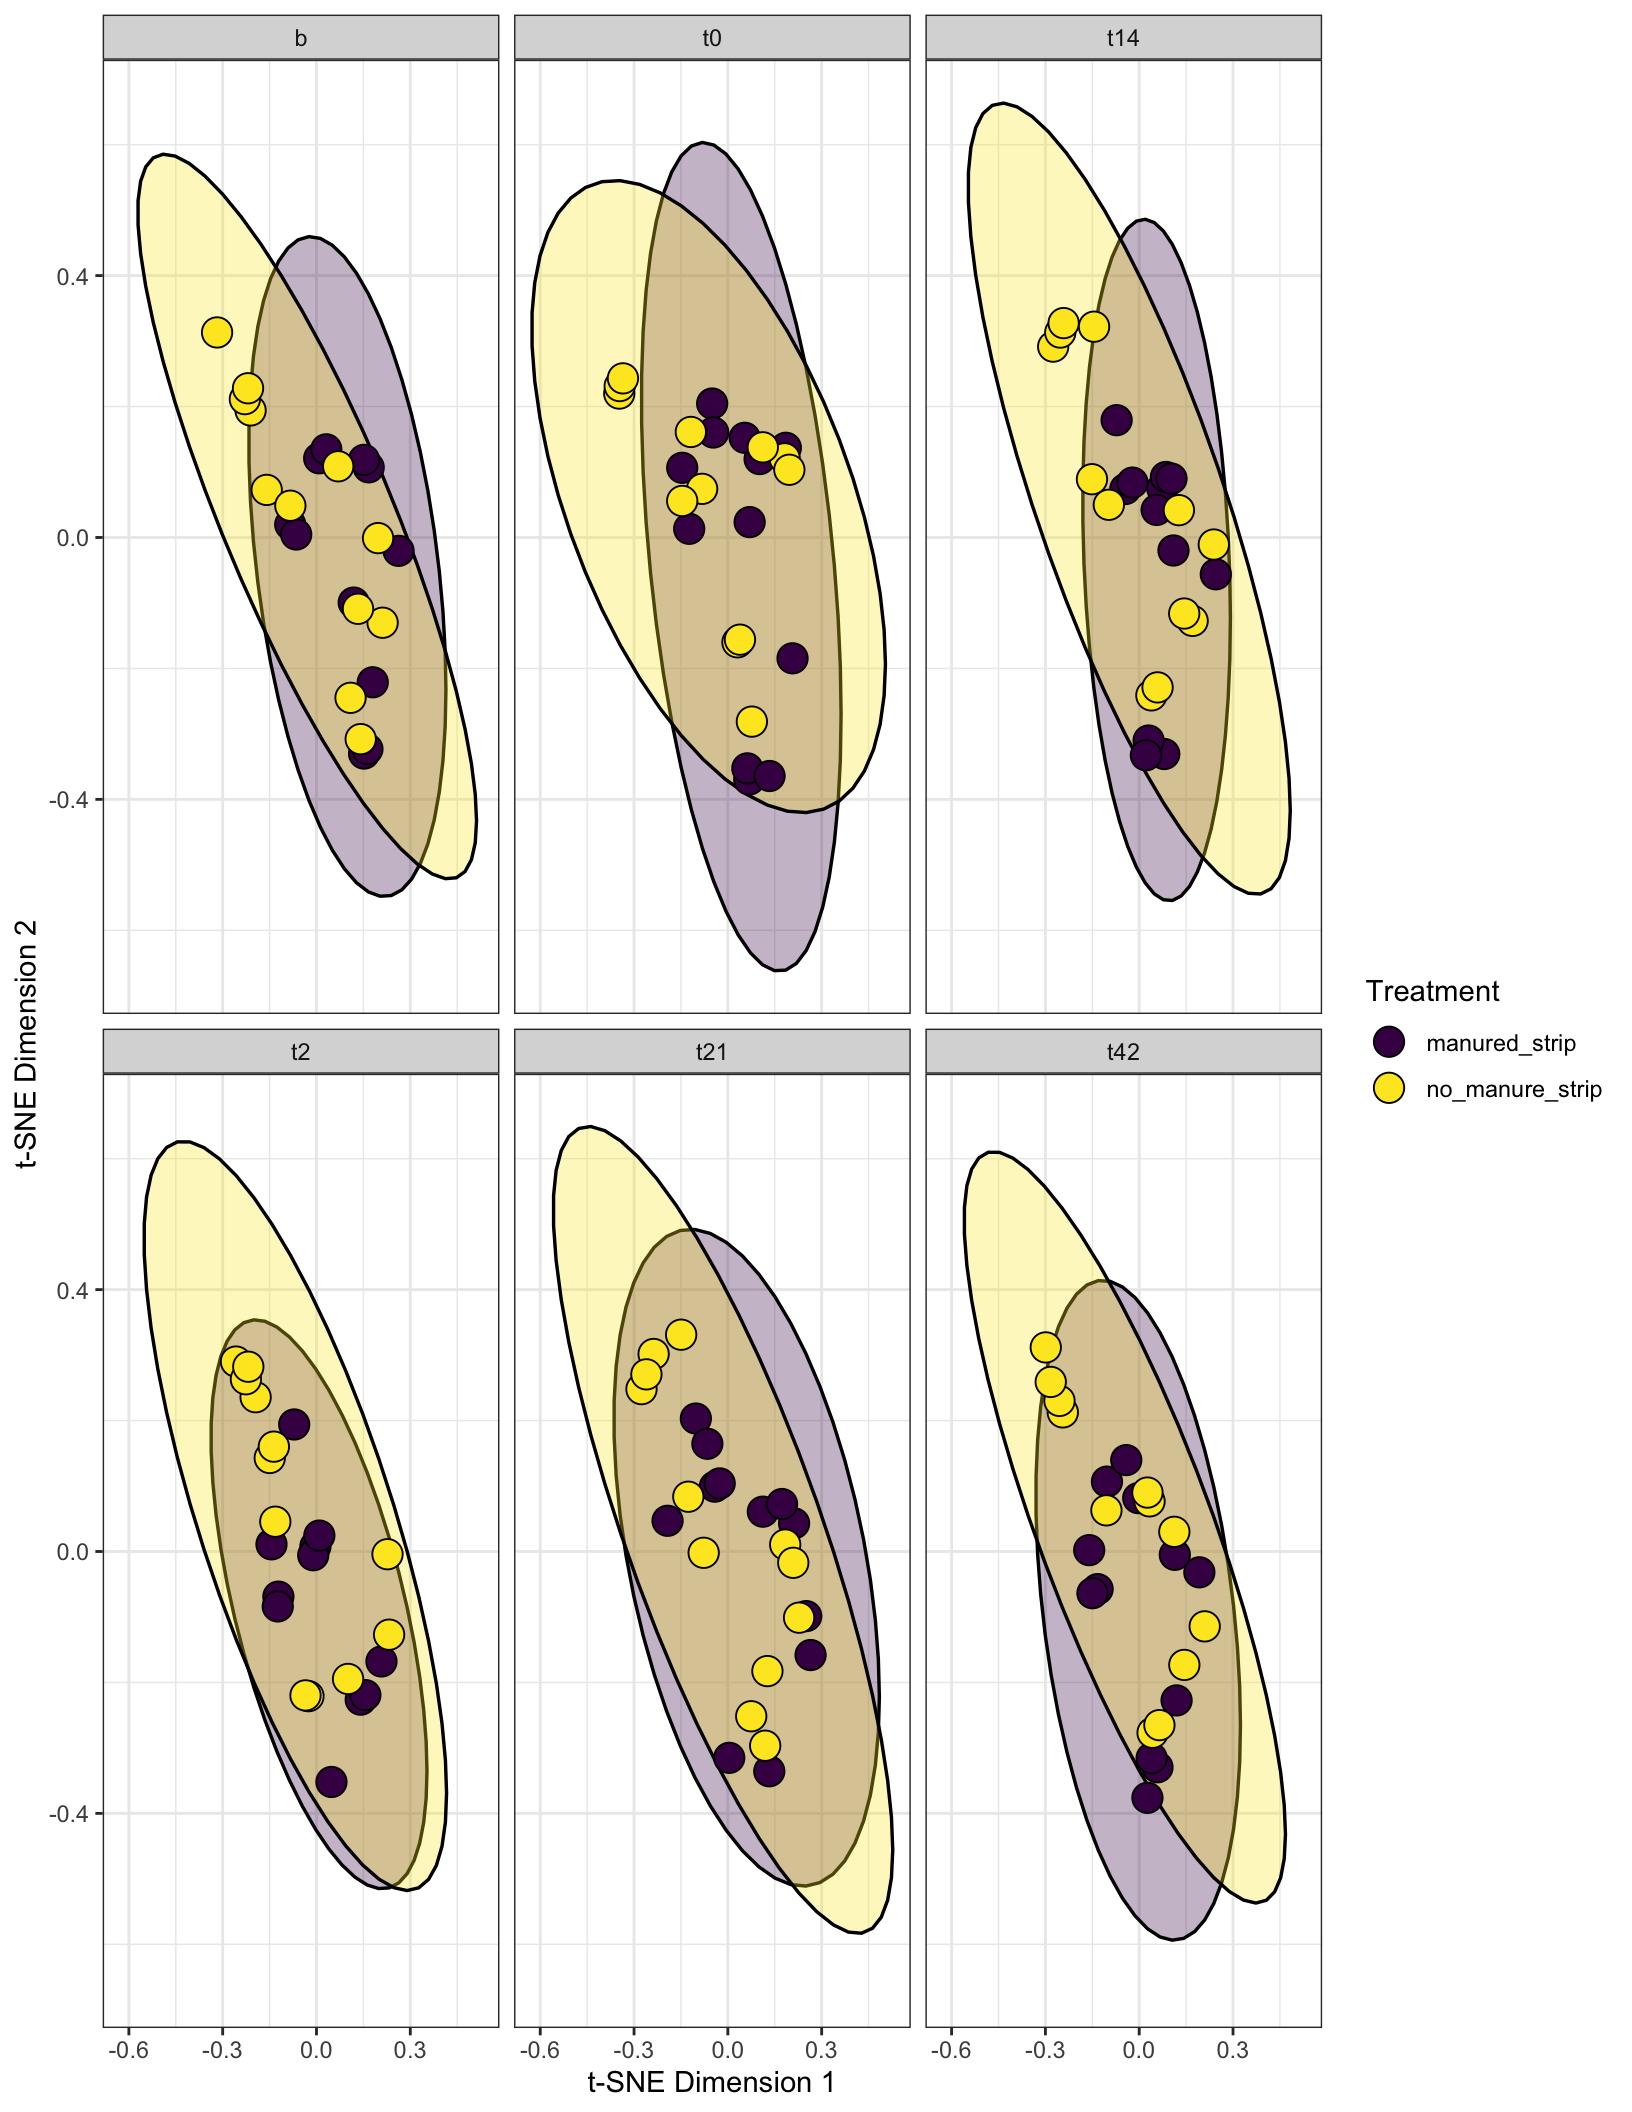 b
t0
t14
0.4
0.0
-0.4
t-SNE Dimension 2
Treatment
manured_strip
no_manure_strip
t2
t21
t42
0.4
0.0
-0.4
-0.6 -0.3 0.0 0.3
-0.6 -0.3 0.0 0.3
-0.6 -0.3 0.0 0.3
t-SNE Dimension 1